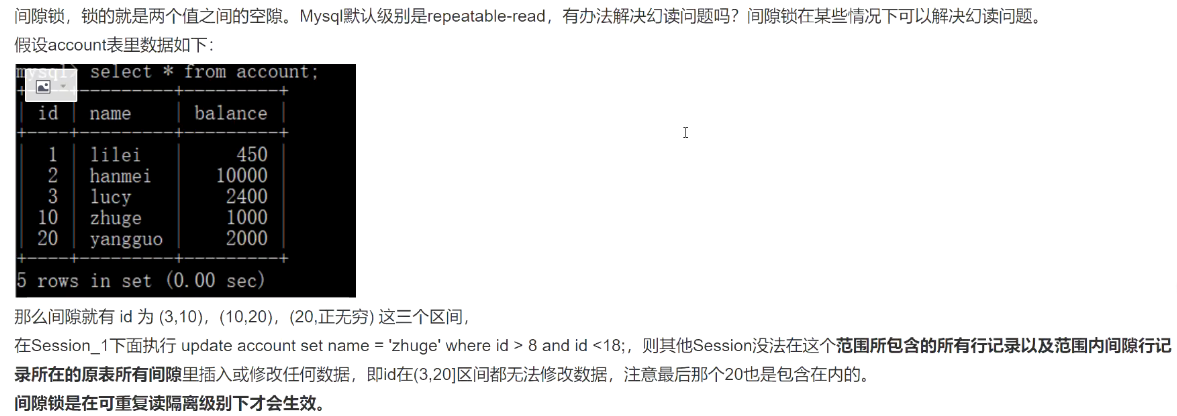 间隙锁，锁的就是两个值之间的空隙。Mysql默认级别是repeatable-read，有办法解决幻读问题吗？间隙锁在某些情况下可以解决幻读问题。
假设account表里数据如下：
mysql> select * from account;
+----+---------+---------+
| id | name | balance |
+----+---------+---------+
| 1 | lilei | 450 |
| 2 | hanmei | 10000 |
| 3 | lucy | 2400 |
| 10 | zhuge | 1000 |
| 20 | yangguo | 2000 |
+----+---------+---------+
5 rows in set (0.00 sec)
那么间隙就有 id 为 (3,10)，(10,20)，(20,正无穷) 这三个区间，
在Session_1下面执行 update account set name = 'zhuge' where id > 8 and id <18;，则其他Session没法在这个范围所包含的所有行记录以及范围内间隙行记
录所在的原表所有间隙里插入或修改任何数据，即id在(3,20]区间都无法修改数据，注意最后那个20也是包含在内的。
间隙锁是在可重复读隔离级别下才会生效。